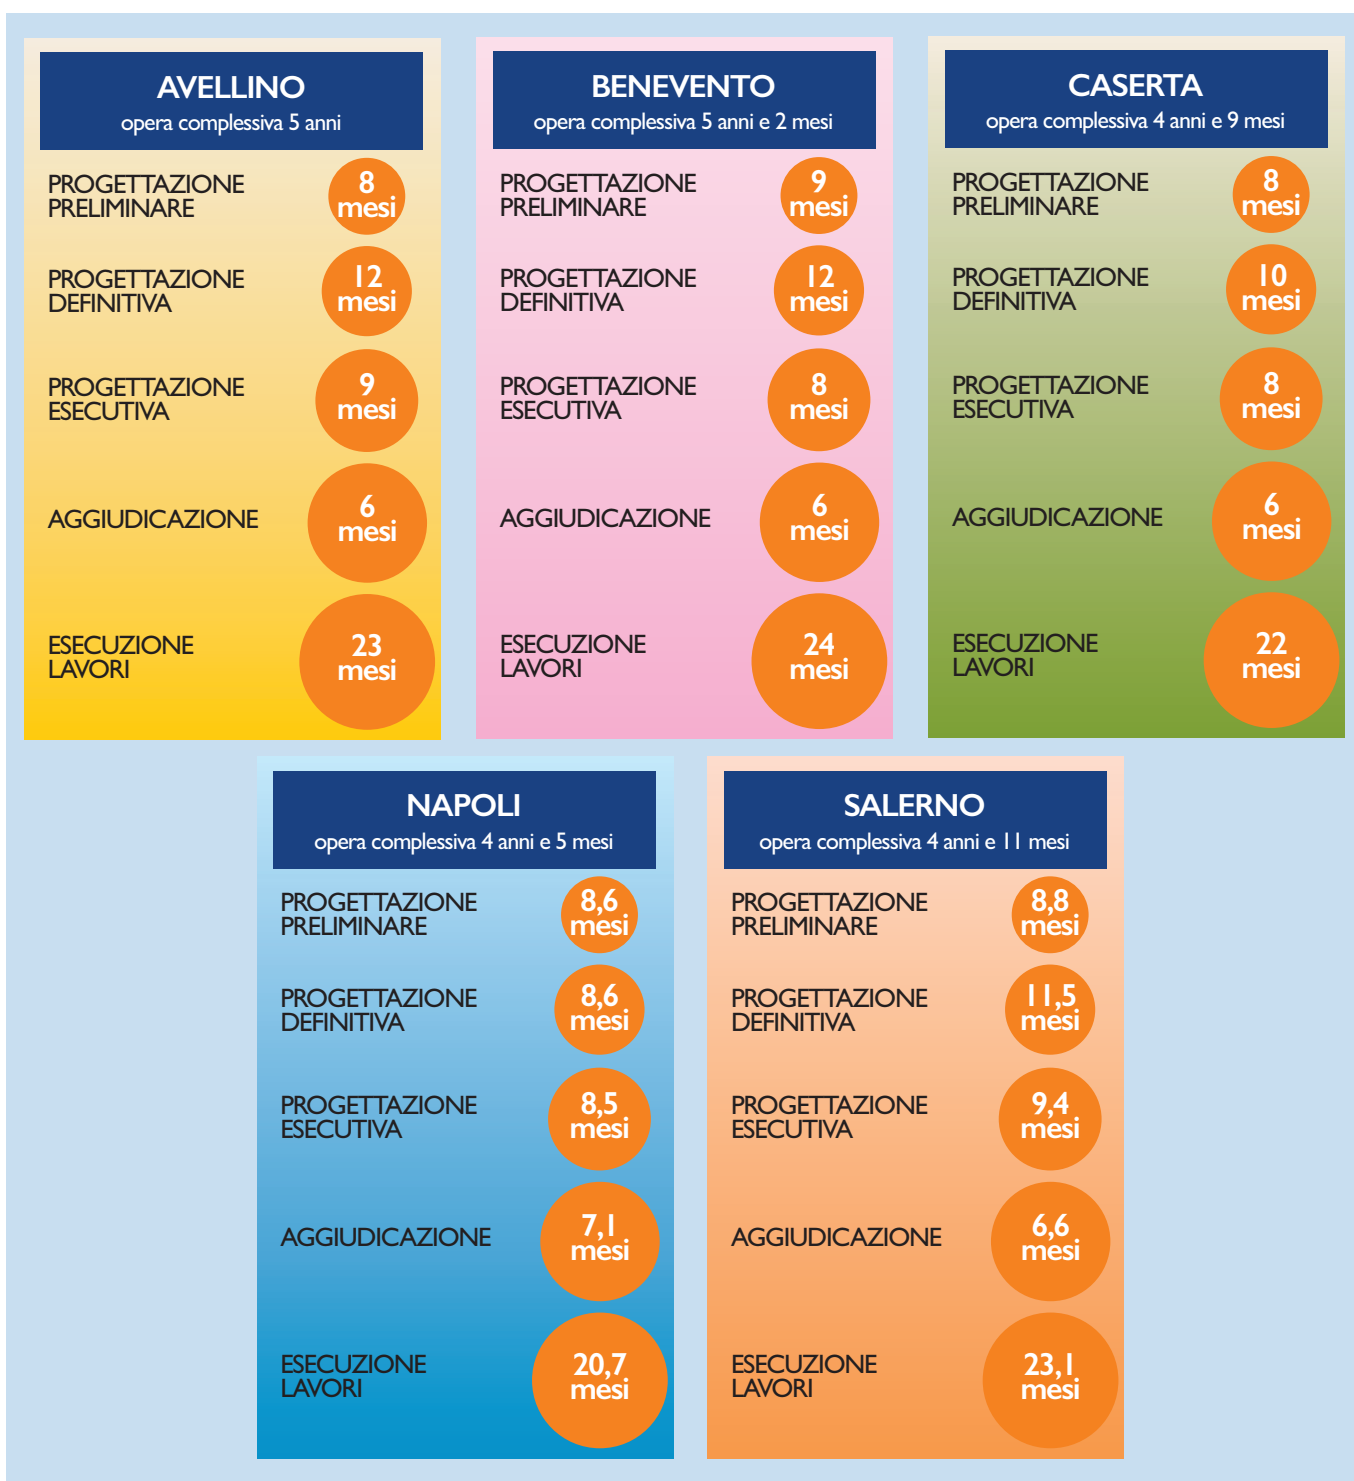 AVELLINO
opera complessiva 5 anni
PROGETTAZIONE
PRELIMINARE
8
mesi
PROGETTAZIONE
DEFINITIVA
12
mesi
PROGETTAZIONE
ESECUTIVA
9
mesi
AGGIUDICAZIONE
6
mesi
ESECUZIONE
LAVORI
23
mesi
BENEVENTO
opera complessiva 5 anni e 2 mesi
PROGETTAZIONE
PRELIMINARE
9
mesi
PROGETTAZIONE
DEFINITIVA
12
mesi
PROGETTAZIONE
ESECUTIVA
8
mesi
AGGIUDICAZIONE
6
mesi
ESECUZIONE
LAVORI
24
mesi
CASERTA
opera complessiva 4 anni e 9 mesi
PROGETTAZIONE
PRELIMINARE
8
mesi
PROGETTAZIONE
DEFINITIVA
10
mesi
PROGETTAZIONE
ESECUTIVA
8
mesi
AGGIUDICAZIONE
6
mesi
ESECUZIONE
LAVORI
22
mesi
NAPOLI
opera complessiva 4 anni e 5 mesi
PROGETTAZIONE
PRELIMINARE
8,6
mesi
PROGETTAZIONE
DEFINITIVA
8,6
mesi
PROGETTAZIONE
ESECUTIVA
8,5
mesi
AGGIUDICAZIONE
7,1
mesi
ESECUZIONE
LAVORI
20,7
mesi
SALERNO
opera complessiva 4 anni e 11 mesi
PROGETTAZIONE
PRELIMINARE
8,8
mesi
PROGETTAZIONE
DEFINITIVA
11,5
mesi
PROGETTAZIONE
ESECUTIVA
9,4
mesi
AGGIUDICAZIONE
6,6
mesi
ESECUZIONE
LAVORI
23,1
mesi